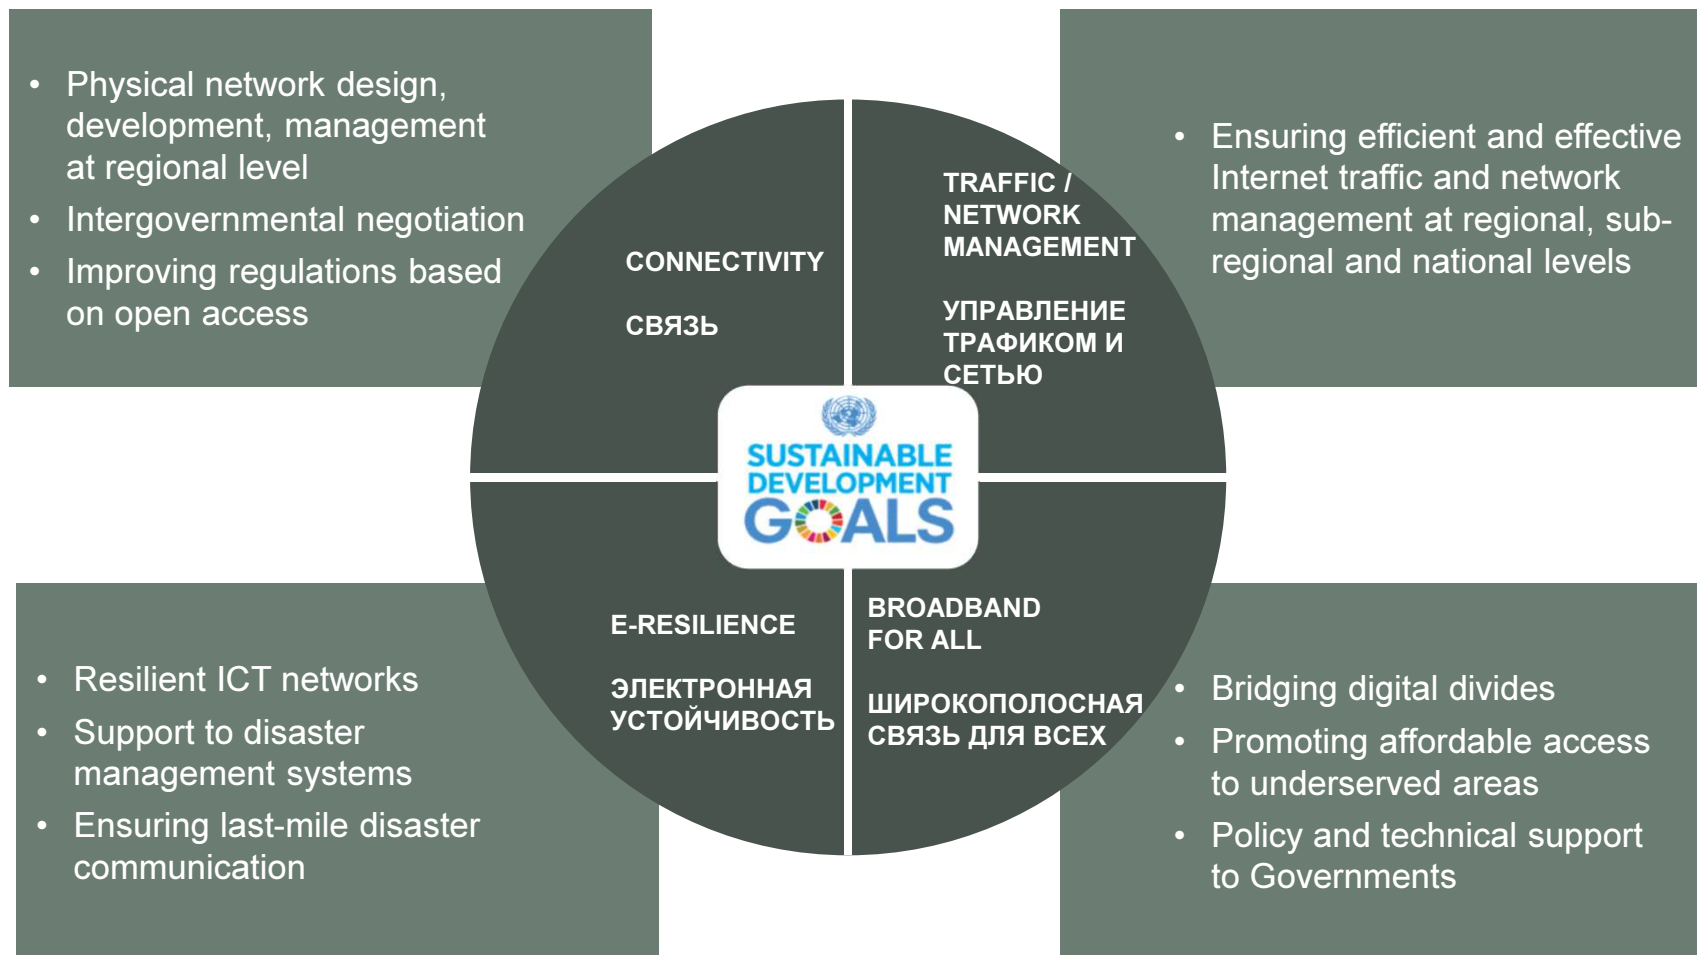 • Physical network design,
development, management
at regional level
• Intergovernmental negotiation
• Improving regulations based
on open access
CONNECTIVITY
СВЯЗЬ
TRAFFIC /
NETWORK
MANAGEMENT
УПРАВЛЕНИЕ
ТРАФИКОМ И
СЕТЬЮ
• Ensuring efficient and effective
Internet traffic and network
management at regional, sub-
regional and national levels
SUSTAINABLE
DEVELOPMENT
GOALS
• Resilient ICT networks
• Support to disaster
management systems
• Ensuring last-mile disaster
communication
E-RESILIENCE
ЭЛЕКТРОННАЯ
УСТОЙЧИВОСТЬ
BROADBAND
FOR ALL
ШИРОКОПОЛОСНАЯ
СВЯЗЬ ДЛЯ ВСЕХ
• Bridging digital divides
• Promoting affordable access
to underserved areas
• Policy and technical support
to Governments